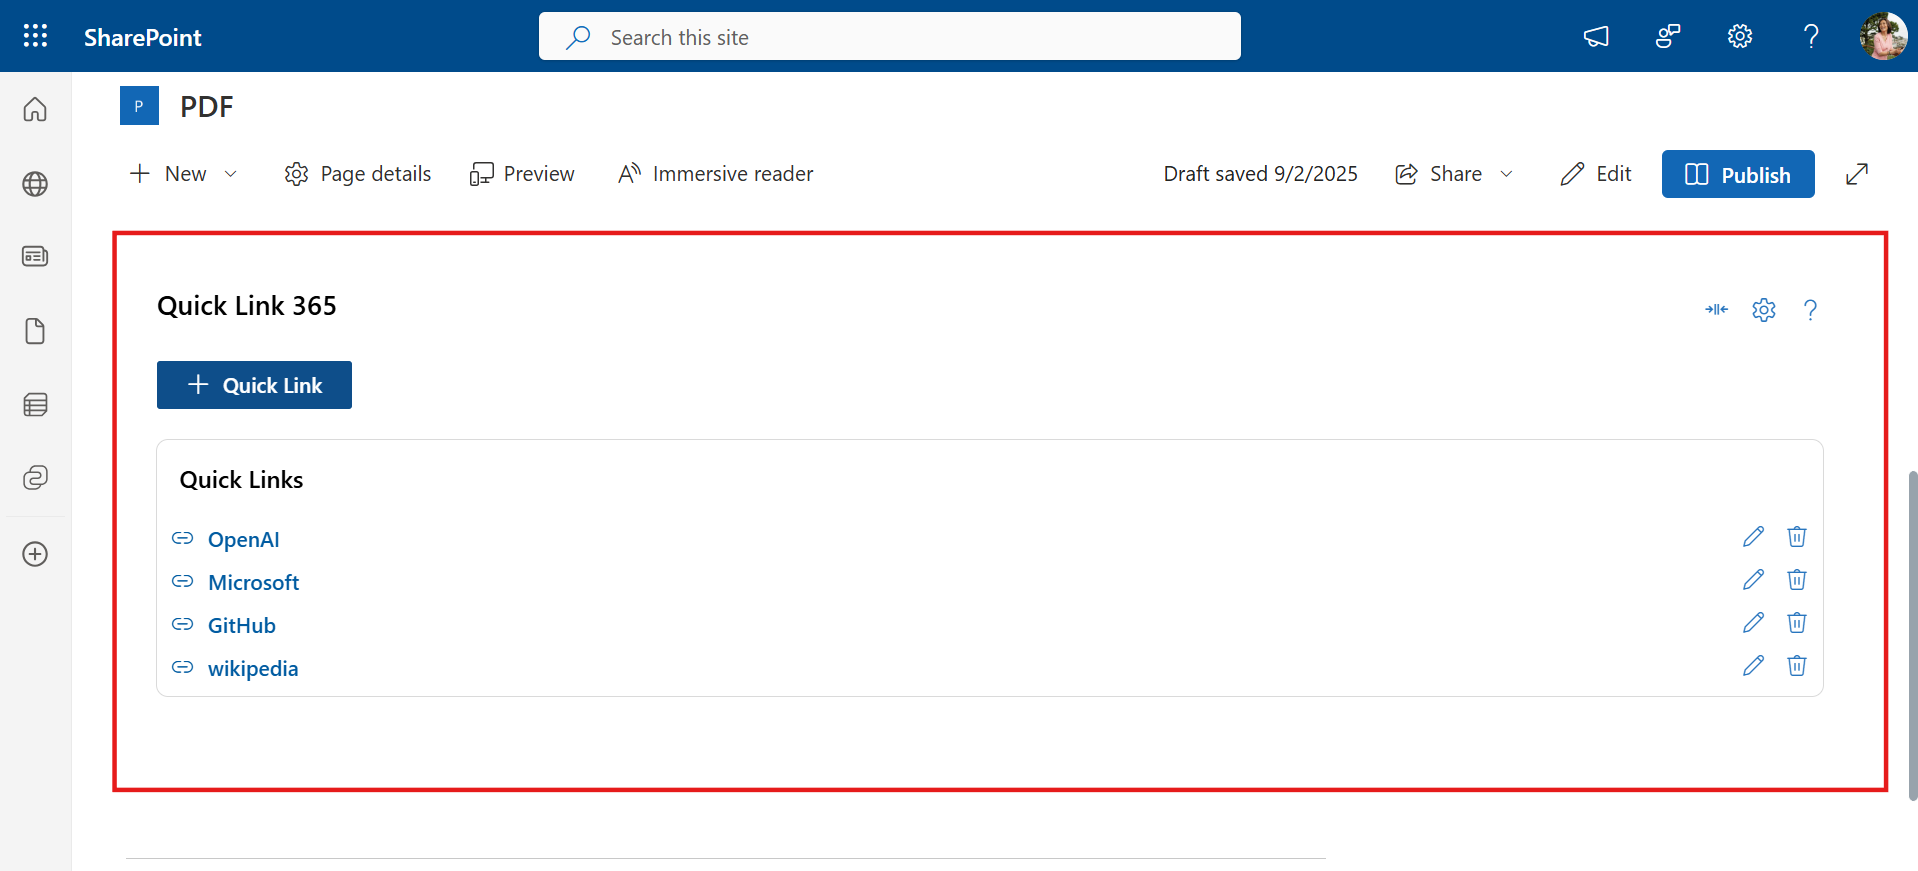 SharePoint
Search this site
P
PDF
New
Page details
Preview
Immersive reader
Draft saved 9/2/2025
Share
Edit
Publish
Quick Link 365
Quick Link
Quick Links
OpenAI
Microsoft
GitHub
wikipedia